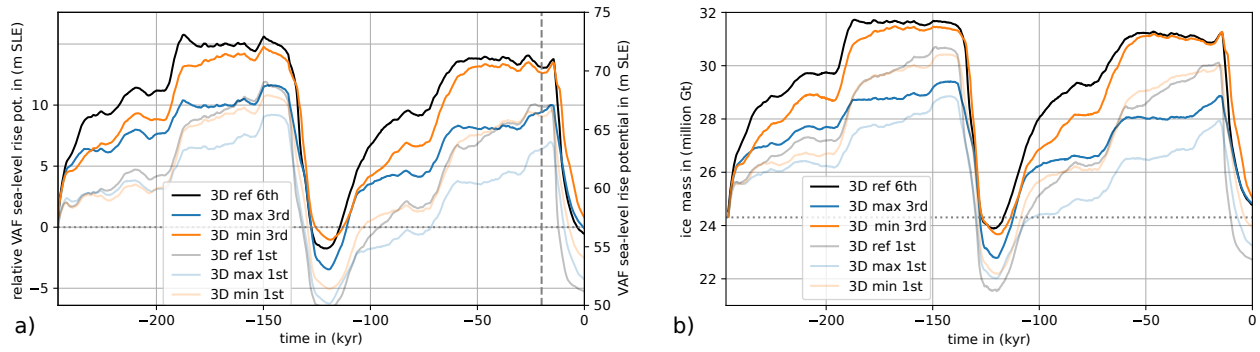 relative VAF sea-level rise pot. in (m SLE)
10
5
0
−5
−200
−150
−100
−50
0
time in (kyr)
75
70
65
60
55
50
VAF sea-level rise potential in (m SLE)
3D ref 6th
3D max 3rd
3D min 3rd
3D ref 1st
3D max 1st
3D min 1st
a)
ice mass in (million Gt)
32
30
28
26
24
22
−200
−150
−100
−50
0
time in (kyr)
3D ref 6th
3D max 3rd
3D min 3rd
3D ref 1st
3D max 1st
3D min 1st
b)